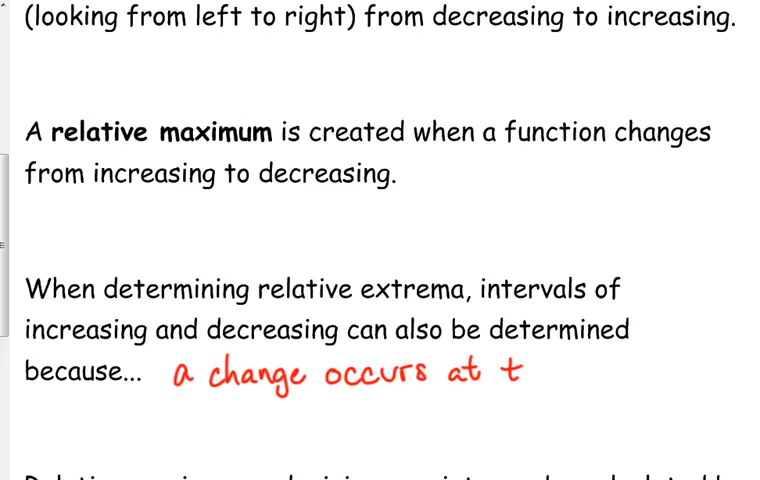 (looking from left to right) from decreasing to increasing.
A relative maximum is created when a function changes
from increasing to decreasing.
When determining relative extrema, intervals of
increasing and decreasing can also be determined
because... a change occurs at t